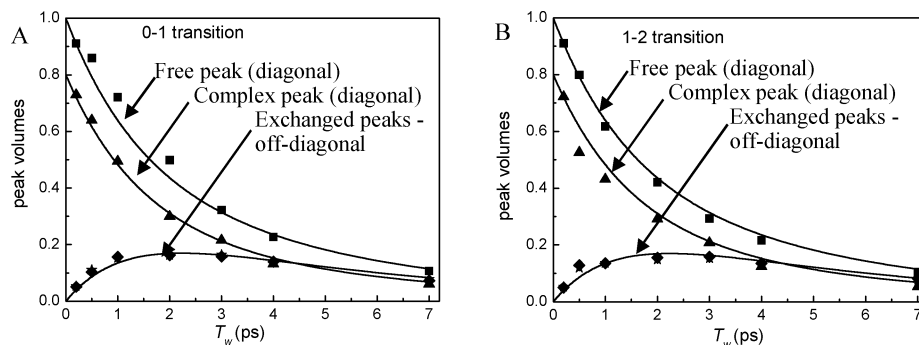 A
0-1 transition
Free peak (diagonal)
Complex peak (diagonal)
Exchanged peaks -
off-diagonal
peak volumes
1.0
0.8
0.6
0.4
0.2
0.0
0 1 2 3 4 5 6 7
Tw (ps)
B
1-2 transition
Free peak (diagonal)
Complex peak (diagonal)
Exchanged peaks -
off-diagonal
peak volumes
1.0
0.8
0.6
0.4
0.2
0.0
0 1 2 3 4 5 6 7
Tw (ps)